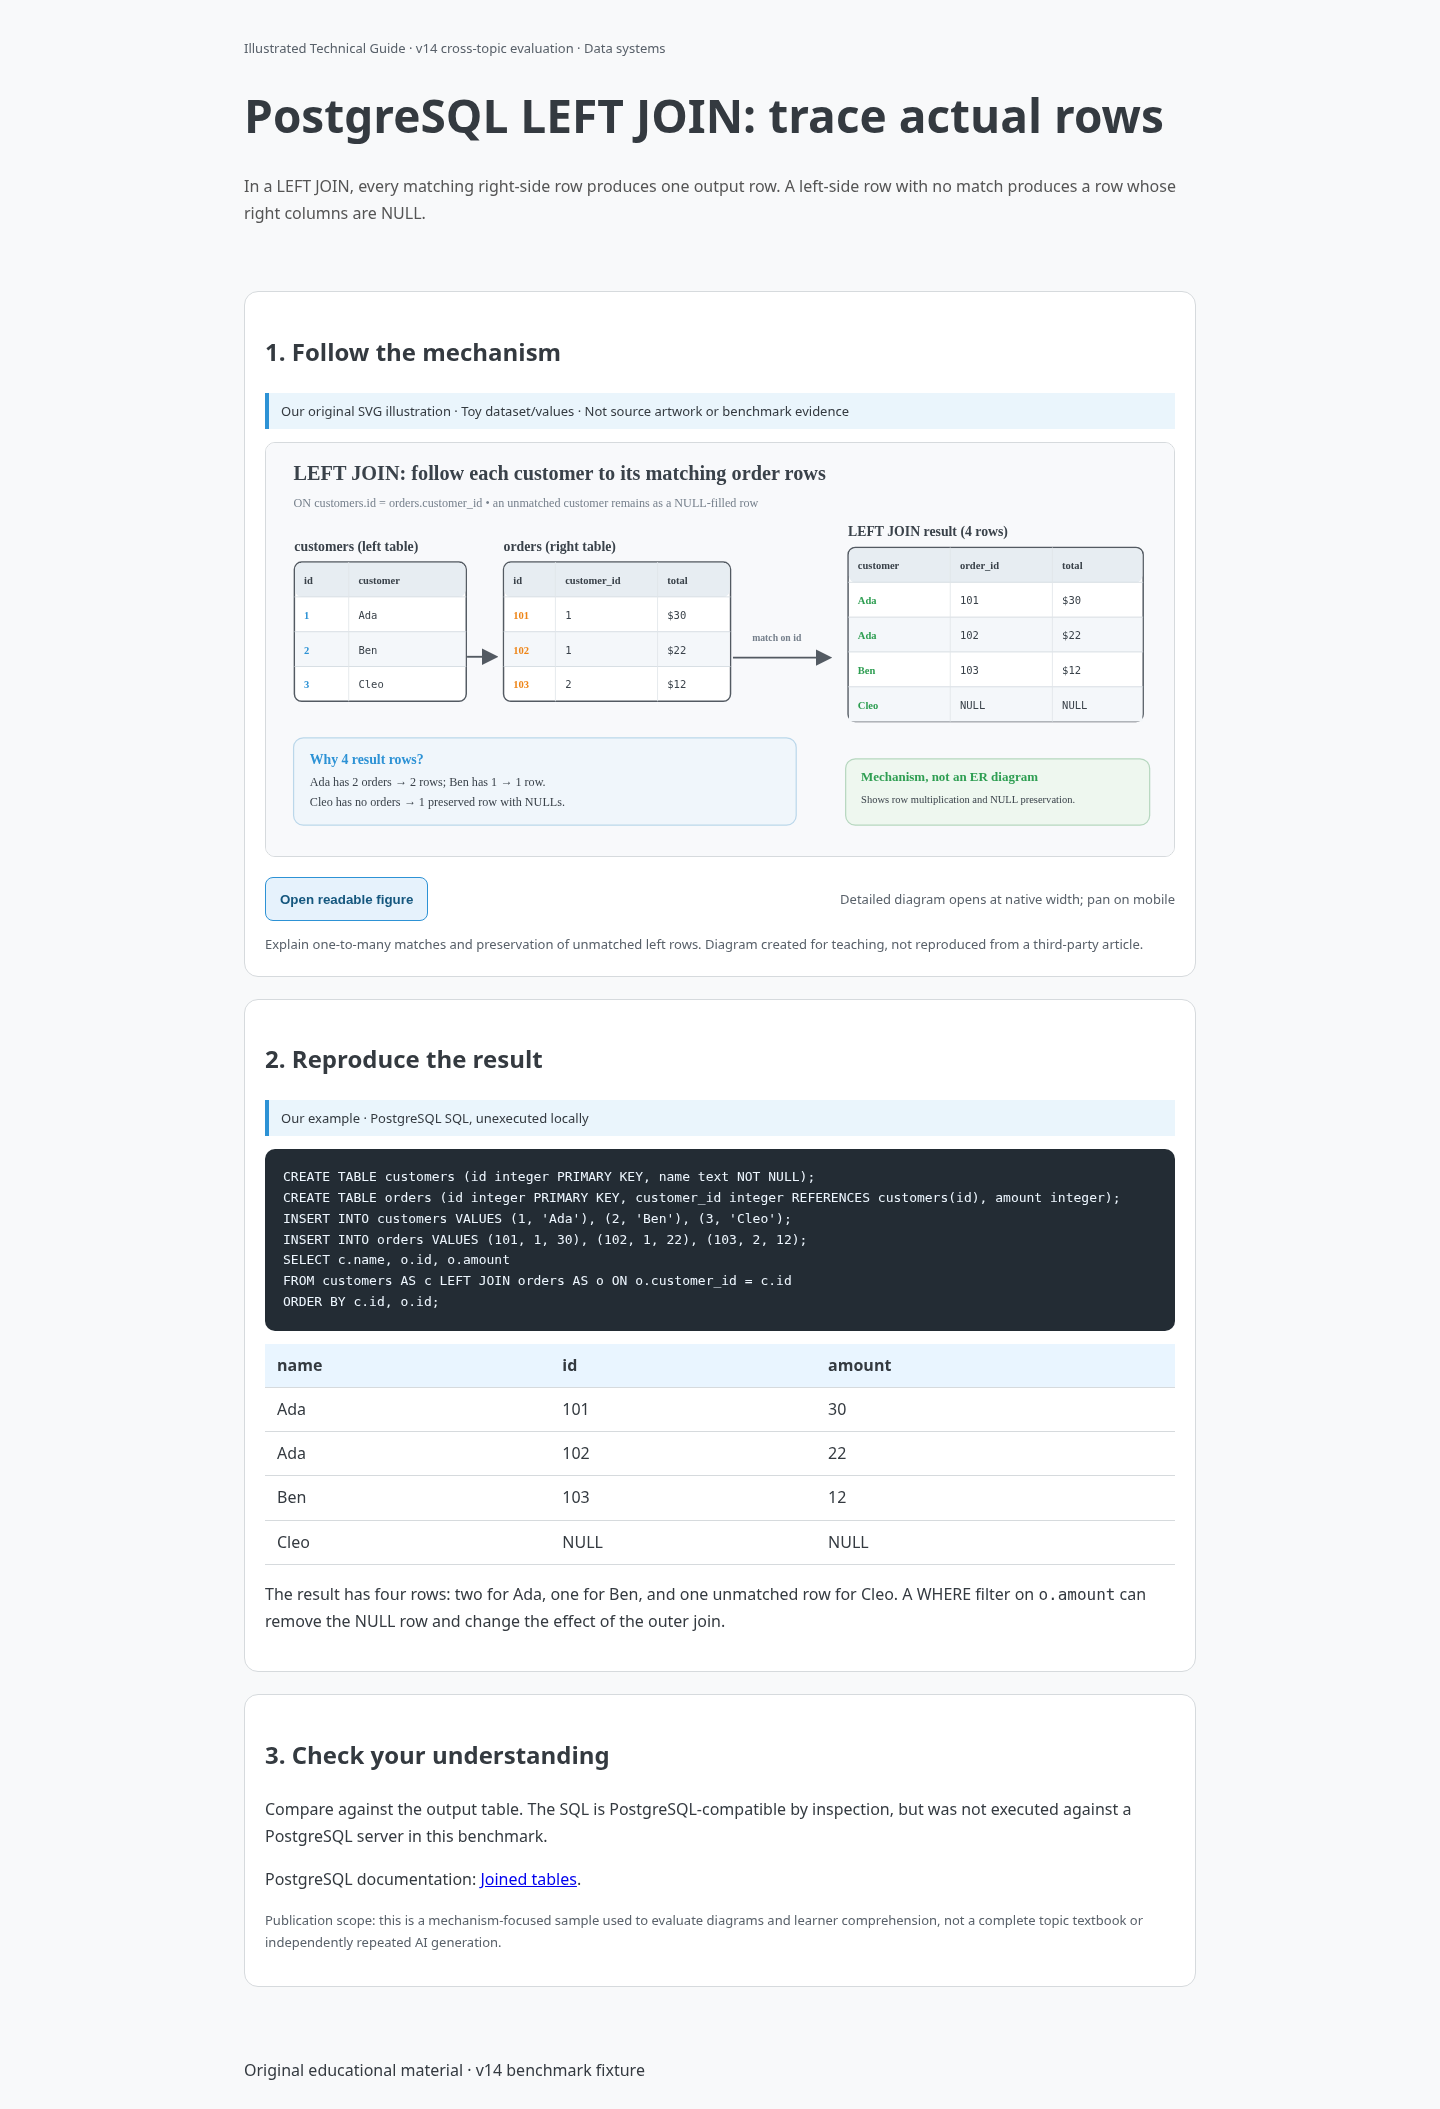 Illustrated Technical Guide · v14 cross-topic evaluation · Data systems
PostgreSQL LEFT JOIN: trace actual rows
In a LEFT JOIN, every matching right-side row produces one output row. A left-side row with no match produces a row whose
right columns are NULL.
1. Follow the mechanism
Our original SVG illustration · Toy dataset/values · Not source artwork or benchmark evidence
LEFT JOIN: follow each customer to its matching order rows
ON customers.id = orders.customer_id • an unmatched customer remains as a NULL-filled row
customers (left table)
id customer
1 Ada
2 Ben
3 Cleo
orders (right table)
id customer_id total
101 1 $30
102 1 $22
103 2 $12
match on id
LEFT JOIN result (4 rows)
customer order_id total
Ada 101 $30
Ada 102 $22
Ben 103 $12
Cleo NULL NULL
Why 4 result rows?
Ada has 2 orders → 2 rows; Ben has 1 → 1 row.
Cleo has no orders → 1 preserved row with NULLs.
Mechanism, not an ER diagram
Shows row multiplication and NULL preservation.
Open readable figure
Detailed diagram opens at native width; pan on mobile
Explain one-to-many matches and preservation of unmatched left rows. Diagram created for teaching, not reproduced from a third-party article.
2. Reproduce the result
Our example · PostgreSQL SQL, unexecuted locally
CREATE TABLE customers (id integer PRIMARY KEY, name text NOT NULL);
CREATE TABLE orders (id integer PRIMARY KEY, customer_id integer REFERENCES customers(id), amount integer);
INSERT INTO customers VALUES (1, 'Ada'), (2, 'Ben'), (3, 'Cleo');
INSERT INTO orders VALUES (101, 1, 30), (102, 1, 22), (103, 2, 12);
SELECT c.name, o.id, o.amount
FROM customers AS c LEFT JOIN orders AS o ON o.customer_id = c.id
ORDER BY c.id, o.id;
name id amount
Ada 101 30
Ada 102 22
Ben 103 12
Cleo NULL NULL
The result has four rows: two for Ada, one for Ben, and one unmatched row for Cleo. A WHERE filter on o.amount can
remove the NULL row and change the effect of the outer join.
3. Check your understanding
Compare against the output table. The SQL is PostgreSQL-compatible by inspection, but was not executed against a
PostgreSQL server in this benchmark.
PostgreSQL documentation: Joined tables.
Publication scope: this is a mechanism-focused sample used to evaluate diagrams and learner comprehension, not a complete topic textbook or
independently repeated AI generation.
Original educational material · v14 benchmark fixture